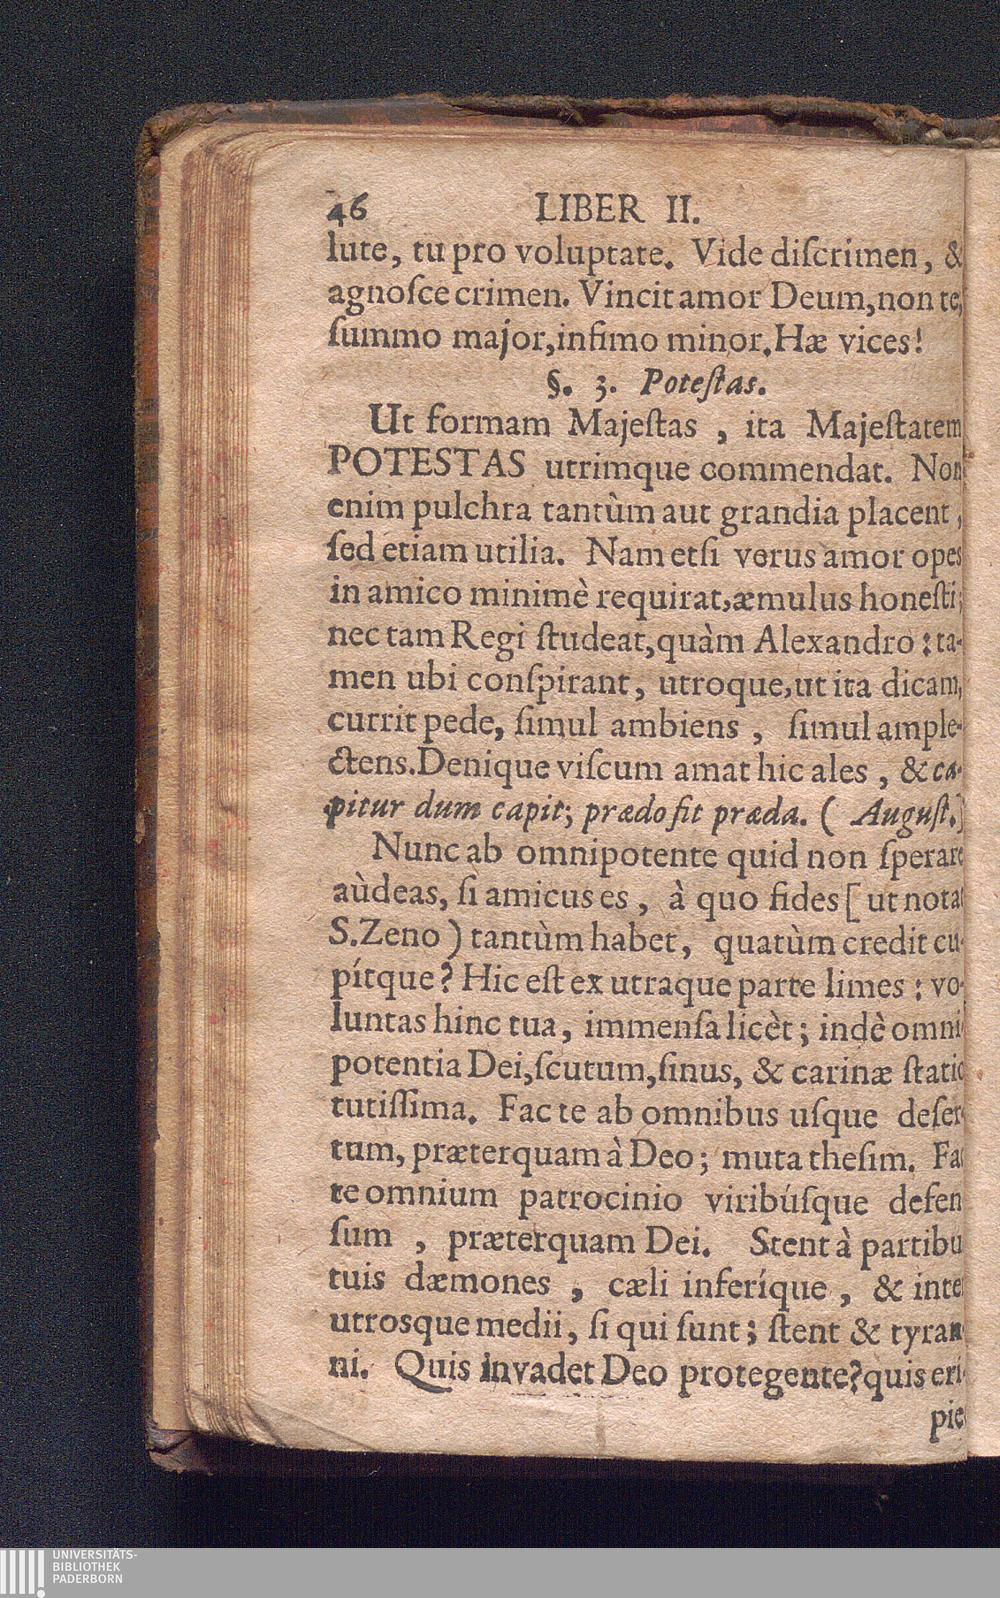 46 LIBER II.
lute, tu pro voluptate. Vide diſcrimen, &
agnoſce crimen. Vincit amor Deum, non te,
ſummo major, infimo minor. Hæ vices!
§. 3. Poteſtas.
Ut formam Majeſtas, ita Majeſtatem
POTESTAS utrimque commendat. Non
enim pulchra tantùm aut grandia placent,
ſed etiam utilia. Nam etſi verus amor opes
in amico minimè requirat, æmulus honeſti;
nec tam Regi ſtudeat, quàm Alexandro: ta-
men ubi conſpirant, utroque, ut ita dicam,
currit pede, ſimul ambiens, ſimul ample-
ctens. Denique viſcum amat hic ales, & ca-
pitur dum capit; prædo fit præda. (Auguſt.)
Nunc ab omnipotente quid non ſperare
aùdeas, ſi amicus es, à quo fides [ut notat
S. Zeno) tantùm habet, quatùm credit cu-
pítque? Hic eſt ex utraque parte limes: vo-
luntas hinc tua, immenſa licèt; indè omni
potentia Dei, ſcutum, ſinus, & carinæ ſtatio
tutiſſima. Fac te ab omnibus uſque deſer-
tum, præterquam à Deo; muta theſim. Fac
te omnium patrocinio viribúſque defen
ſum, præterquam Dei. Stent à partibu
tuis dæmones, cæli inferíque, & inter
utrosque medii, ſi qui ſunt; ſtent & tyran
ni. Quis invadet Deo protegente? quis eri-
pie
UNIVERSITÄTS-
BIBLIOTHEK
PADERBORN